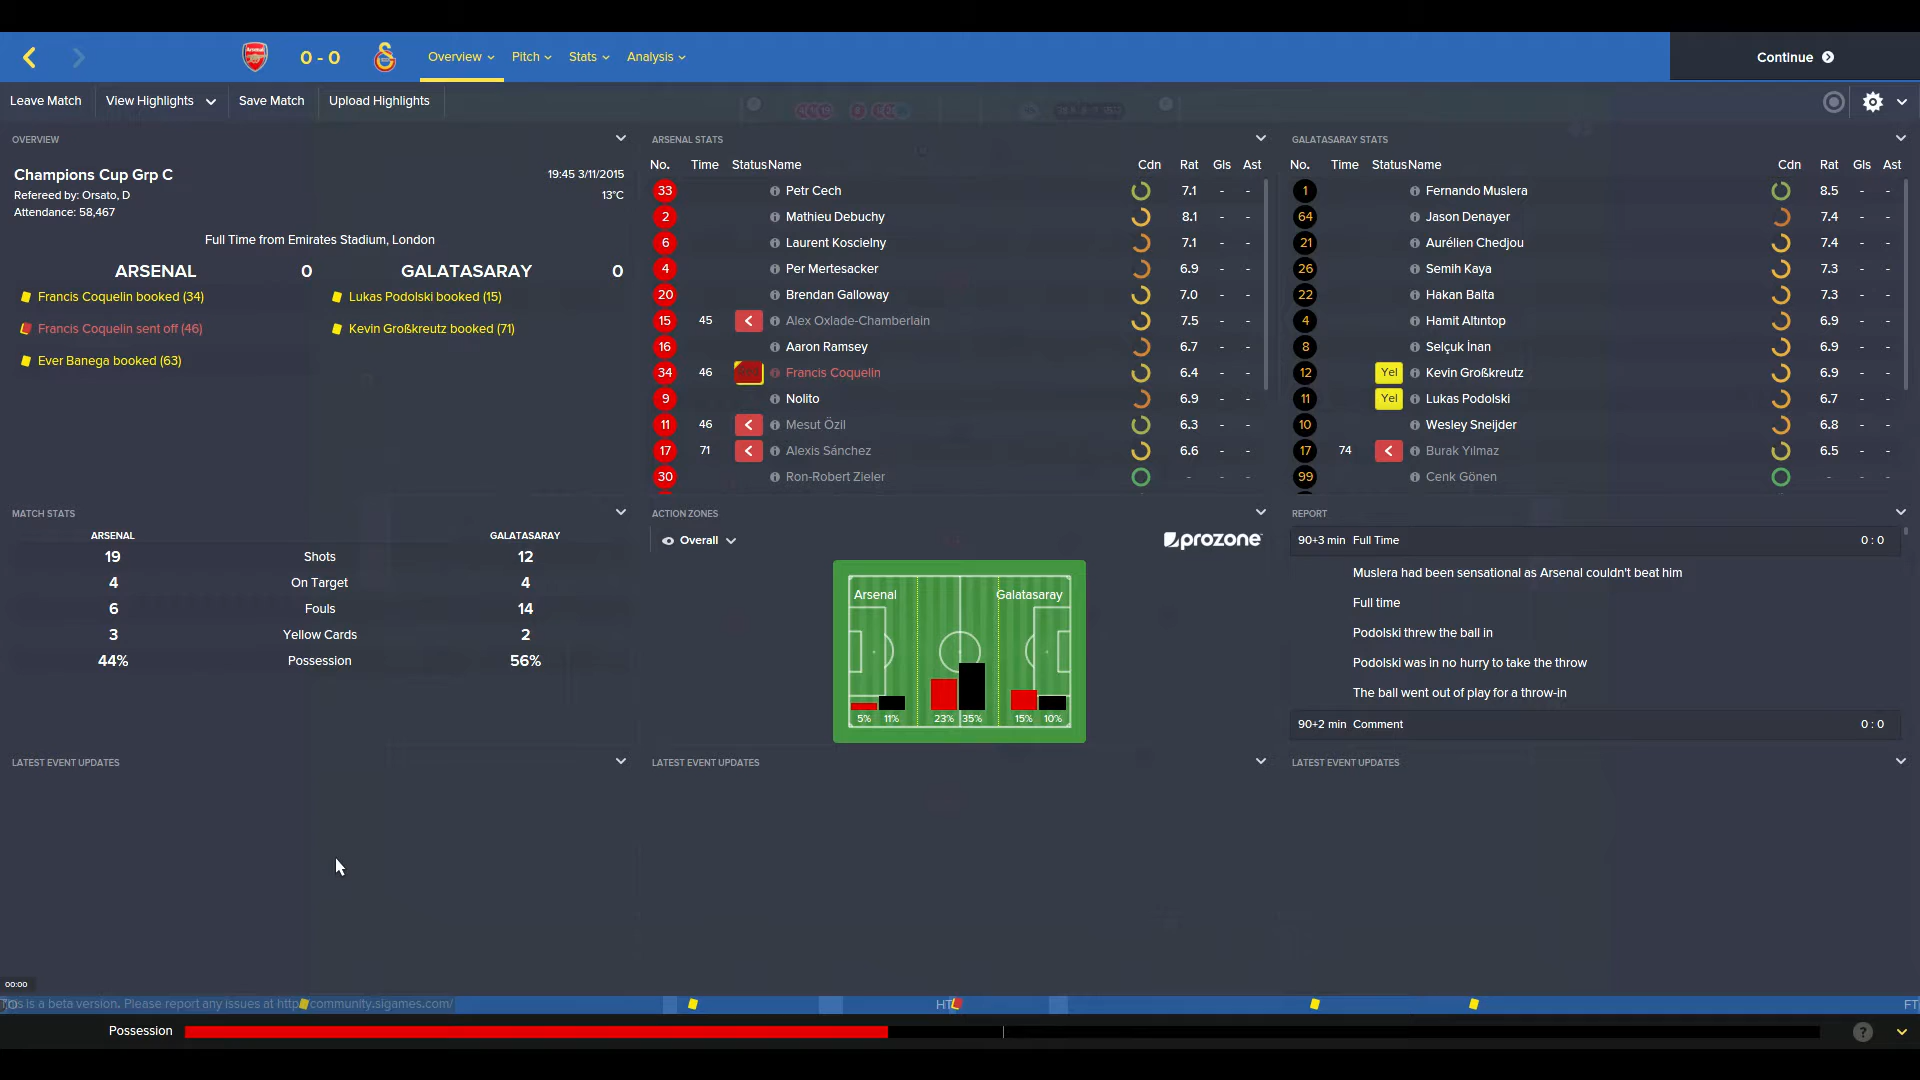 0 - 0
Overview
Pitch
Stats
Analysis
Continue
Leave Match
View Highlights
Save Match
Upload Highlights
OVERVIEW
Champions Cup Grp C
19:45 3/11/2015
Refereed by: Orsato, D
13°C
Attendance: 58,467
Full Time from Emirates Stadium, London
ARSENAL 0 GALATASARAY 0
Francis Coquelin booked (34)
Lukas Podolski booked (15)
Francis Coquelin sent off (46)
Kevin Großkreutz booked (71)
Ever Banega booked (63)
ARSENAL STATS
No. Time Status Name Cdn Rat Gls Ast
33 Petr Cech 7.1 - -
2 Mathieu Debuchy 8.1 - -
6 Laurent Koscielny 7.1 - -
4 Per Mertesacker 6.9 - -
20 Brendan Galloway 7.0 - -
15 45 Alex Oxlade-Chamberlain 7.5 - -
16 Aaron Ramsey 6.7 - -
34 46 Francis Coquelin 6.4 - -
9 Nolito 6.9 - -
11 46 Mesut Özil 6.3 - -
17 71 Alexis Sánchez 6.6 - -
30 Ron-Robert Zieler - - -
GALATASARAY STATS
No. Time Status Name Cdn Rat Gls Ast
1 Fernando Muslera 8.5 - -
64 Jason Denayer 7.4 - -
21 Aurélien Chedjou 7.4 - -
26 Semih Kaya 7.3 - -
22 Hakan Balta 7.3 - -
4 Hamit Altıntop 6.9 - -
8 Selçuk İnan 6.9 - -
12 Yel Kevin Großkreutz 6.9 - -
11 Yel Lukas Podolski 6.7 - -
10 Wesley Sneijder 6.8 - -
17 74 Burak Yılmaz 6.5 - -
99 Cenk Gönen - - -
MATCH STATS
ARSENAL GALATASARAY
19 Shots 12
4 On Target 4
6 Fouls 14
3 Yellow Cards 2
44% Possession 56%
ACTION ZONES
Overall
prozone
Arsenal Galatasaray
5% 11% 23% 35% 15% 10%
REPORT
90+3 min Full Time 0 : 0
Muslera had been sensational as Arsenal couldn't beat him
Full time
Podolski threw the ball in
Podolski was in no hurry to take the throw
The ball went out of play for a throw-in
90+2 min Comment 0 : 0
LATEST EVENT UPDATES
LATEST EVENT UPDATES
LATEST EVENT UPDATES
00:00
This is a beta version. Please report any issues at http community.sigames.com/
HT
FT
Possession
?